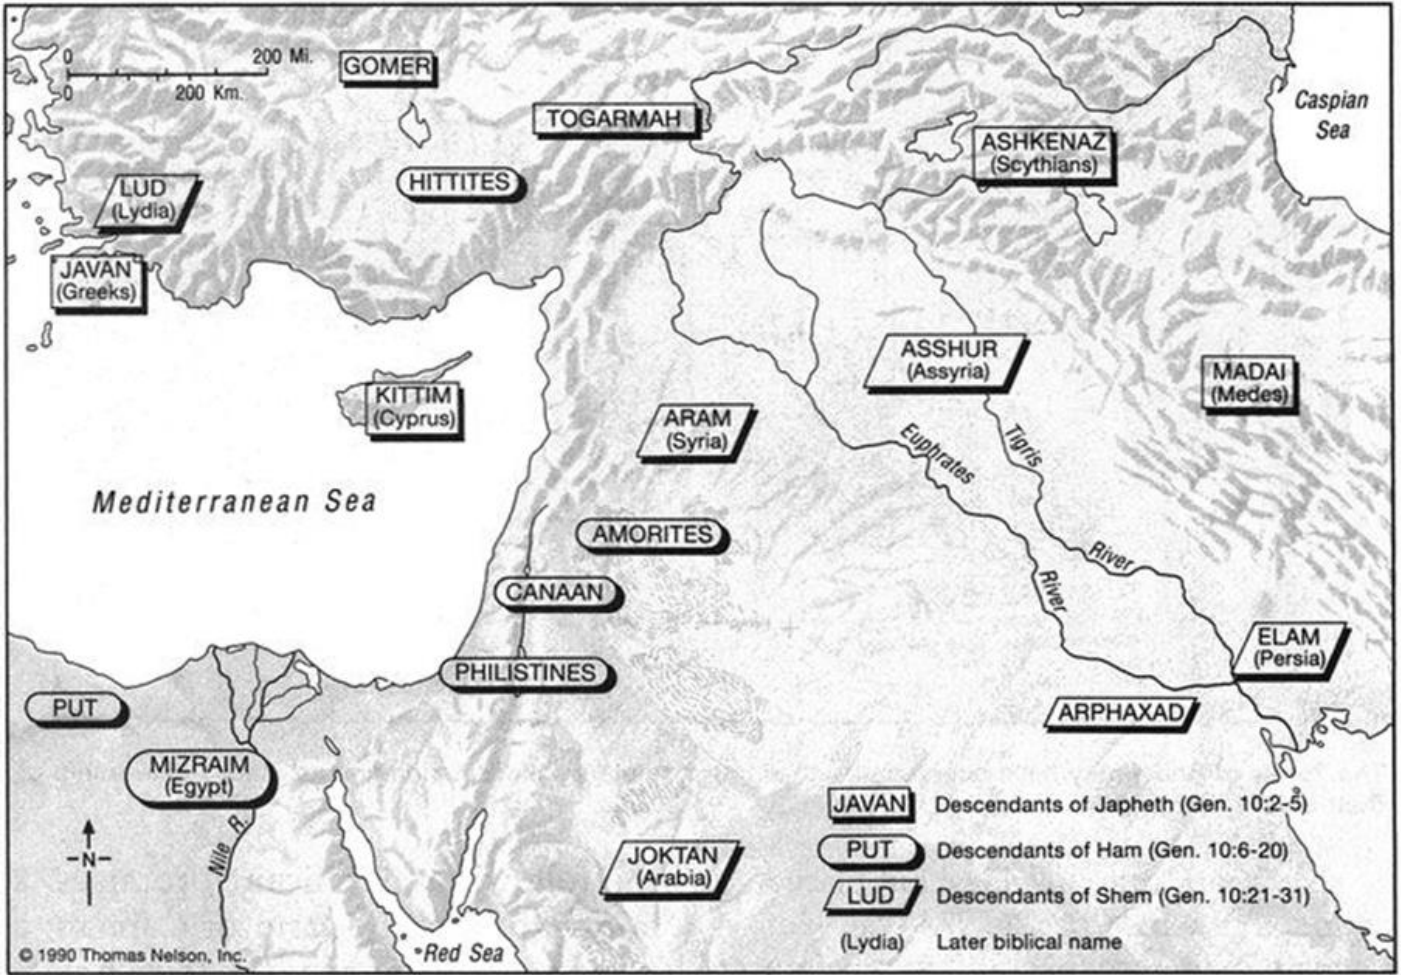 0 200 Mi.
0 200 Km.
GOMER
TOGARMAH
Caspian
Sea
ASHKENAZ
(Scythians)
HITTITES
LUD
(Lydia)
JAVAN
(Greeks)
ASSHUR
(Assyria)
MADAI
(Medes)
KITTIM
(Cyprus)
ARAM
(Syria)
Euphrates
Tigris
Mediterranean Sea
AMORITES
River
River
CANAAN
ELAM
(Persia)
PHILISTINES
PUT
ARPHAXAD
MIZRAIM
(Egypt)
Nile R.
N
JOKTAN
(Arabia)
Red Sea
JAVAN Descendants of Japheth (Gen. 10:2-5)
PUT Descendants of Ham (Gen. 10:6-20)
LUD Descendants of Shem (Gen. 10:21-31)
(Lydia) Later biblical name
© 1990 Thomas Nelson, Inc.